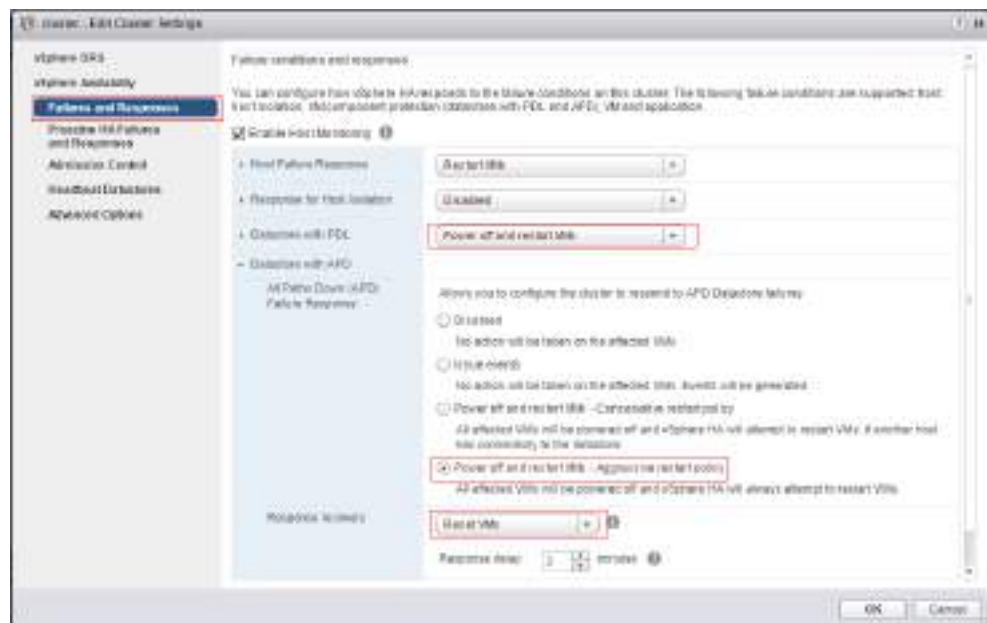 cluster - Edit Cluster Settings
vSphere DRS
vSphere Availability
Failures and Responses
Proactive HA Failures
and Responses
Admission Control
Heartbeat Datastores
Advanced Options
Failure conditions and responses
You can configure how vSphere HA responds to the failure conditions on this cluster. The following failure conditions are supported: host,
host isolation, VM component protection (datastores with PDL and APD), VM and application.
Enable Host Monitoring
Host Failure Response
Restart VMs
Response for Host Isolation
Disabled
Datastore with PDL
Power off and restart VMs
Datastore with APD
All Paths Down (APD)
Failure Response
Allows you to configure the cluster to respond to APD Datastore failures
Disabled
No action will be taken on the affected VMs
Issue events
No action will be taken on the affected VMs. Events will be generated
Power off and restart VMs - Conservative restart policy
All affected VMs will be powered off and vSphere HA will attempt to restart VMs, if another host
has connectivity to the datastore
Power off and restart VMs - Aggressive restart policy
All affected VMs will be powered off and vSphere HA will always attempt to restart VMs
Response recovery
Reset VMs
Response delay
3
minutes
OK
Cancel